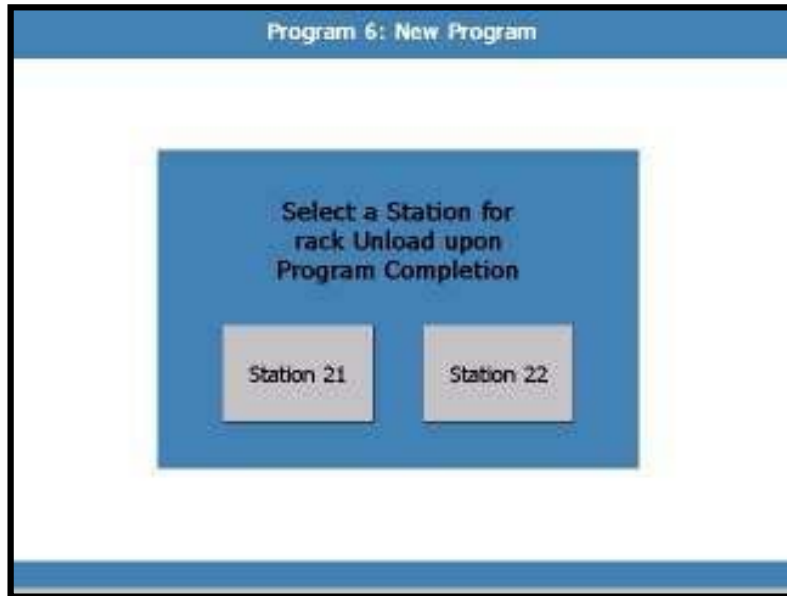 Program 6: New Program
Select a Station for
rack Unload upon
Program Completion
Station 21
Station 22